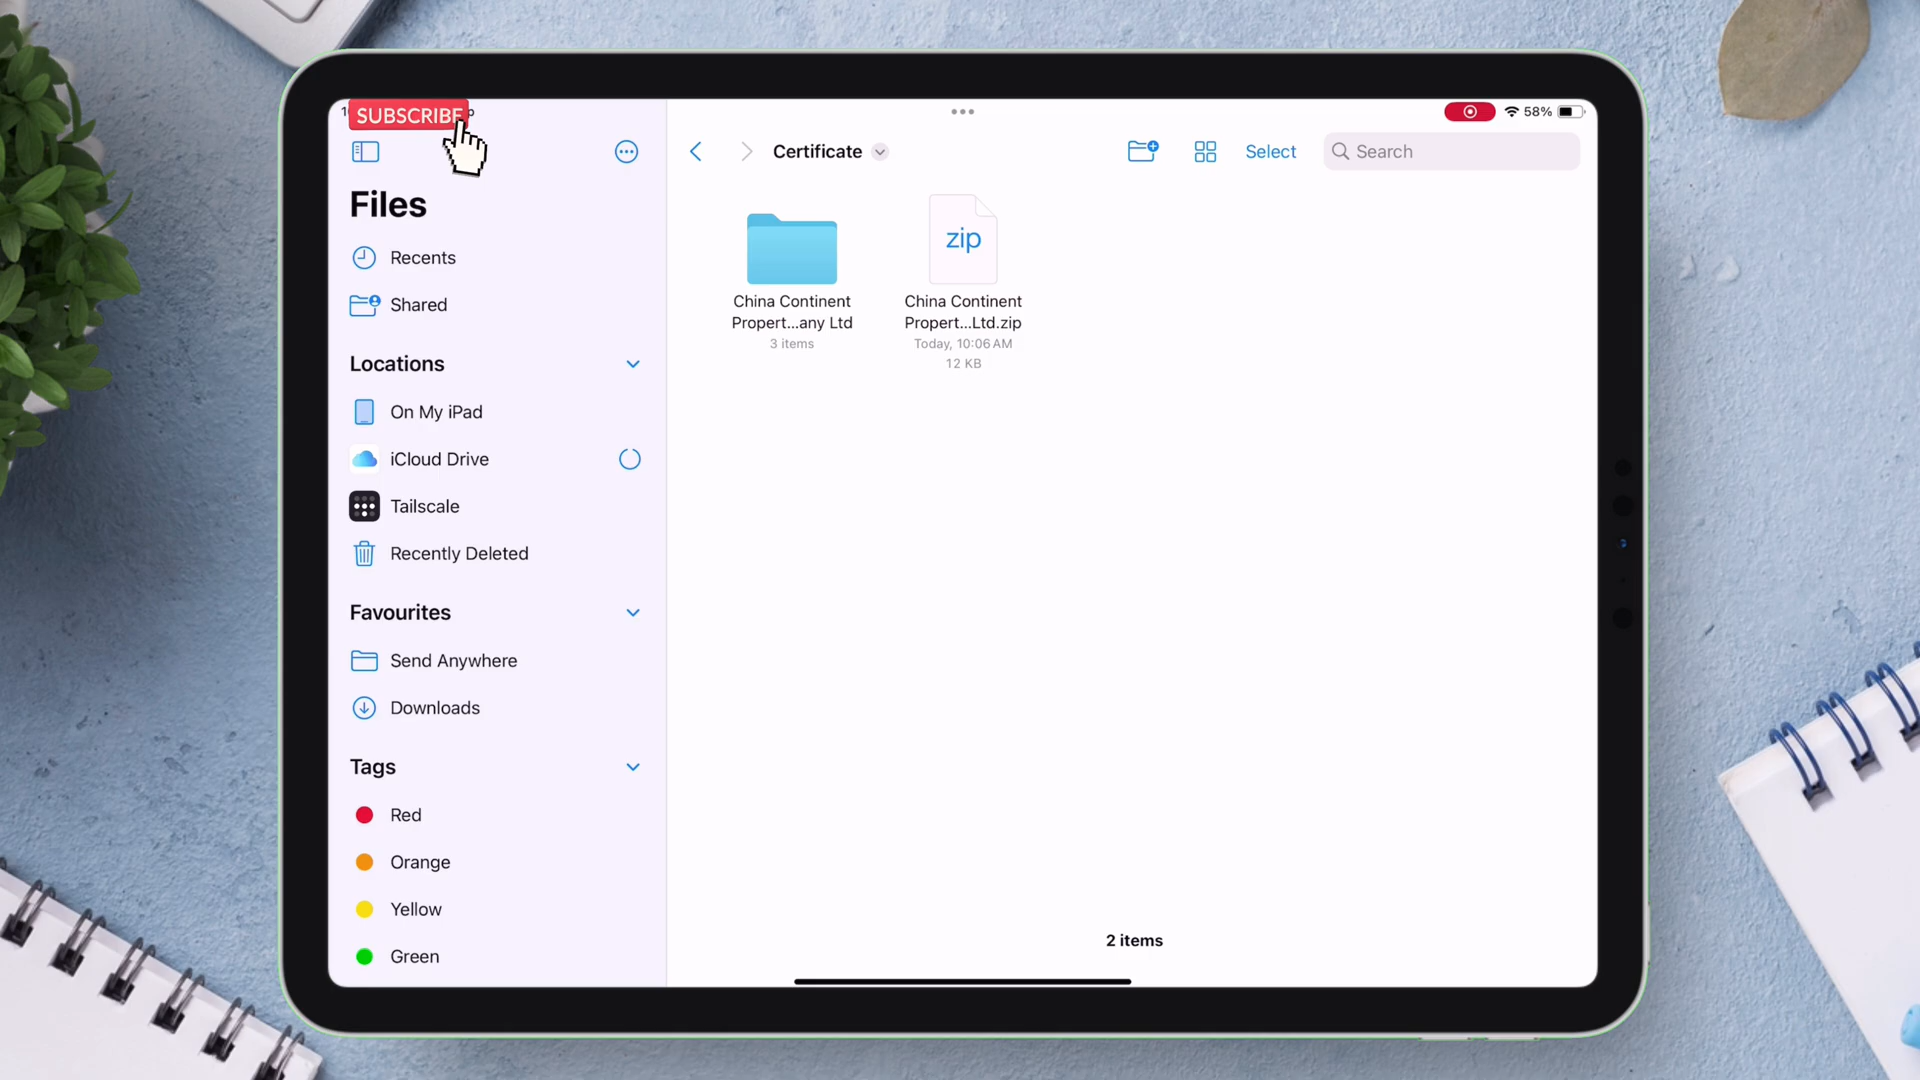 SUBSCRIBE
58%
Files
Certificate
Select
Search
Recents
Shared
Locations
On My iPad
iCloud Drive
Tailscale
Recently Deleted
Favourites
Send Anywhere
Downloads
Tags
Red
Orange
Yellow
Green
China Continent
Propert...any Ltd
3 items
zip
China Continent
Propert...Ltd.zip
Today, 10:06 AM
12 KB
2 items